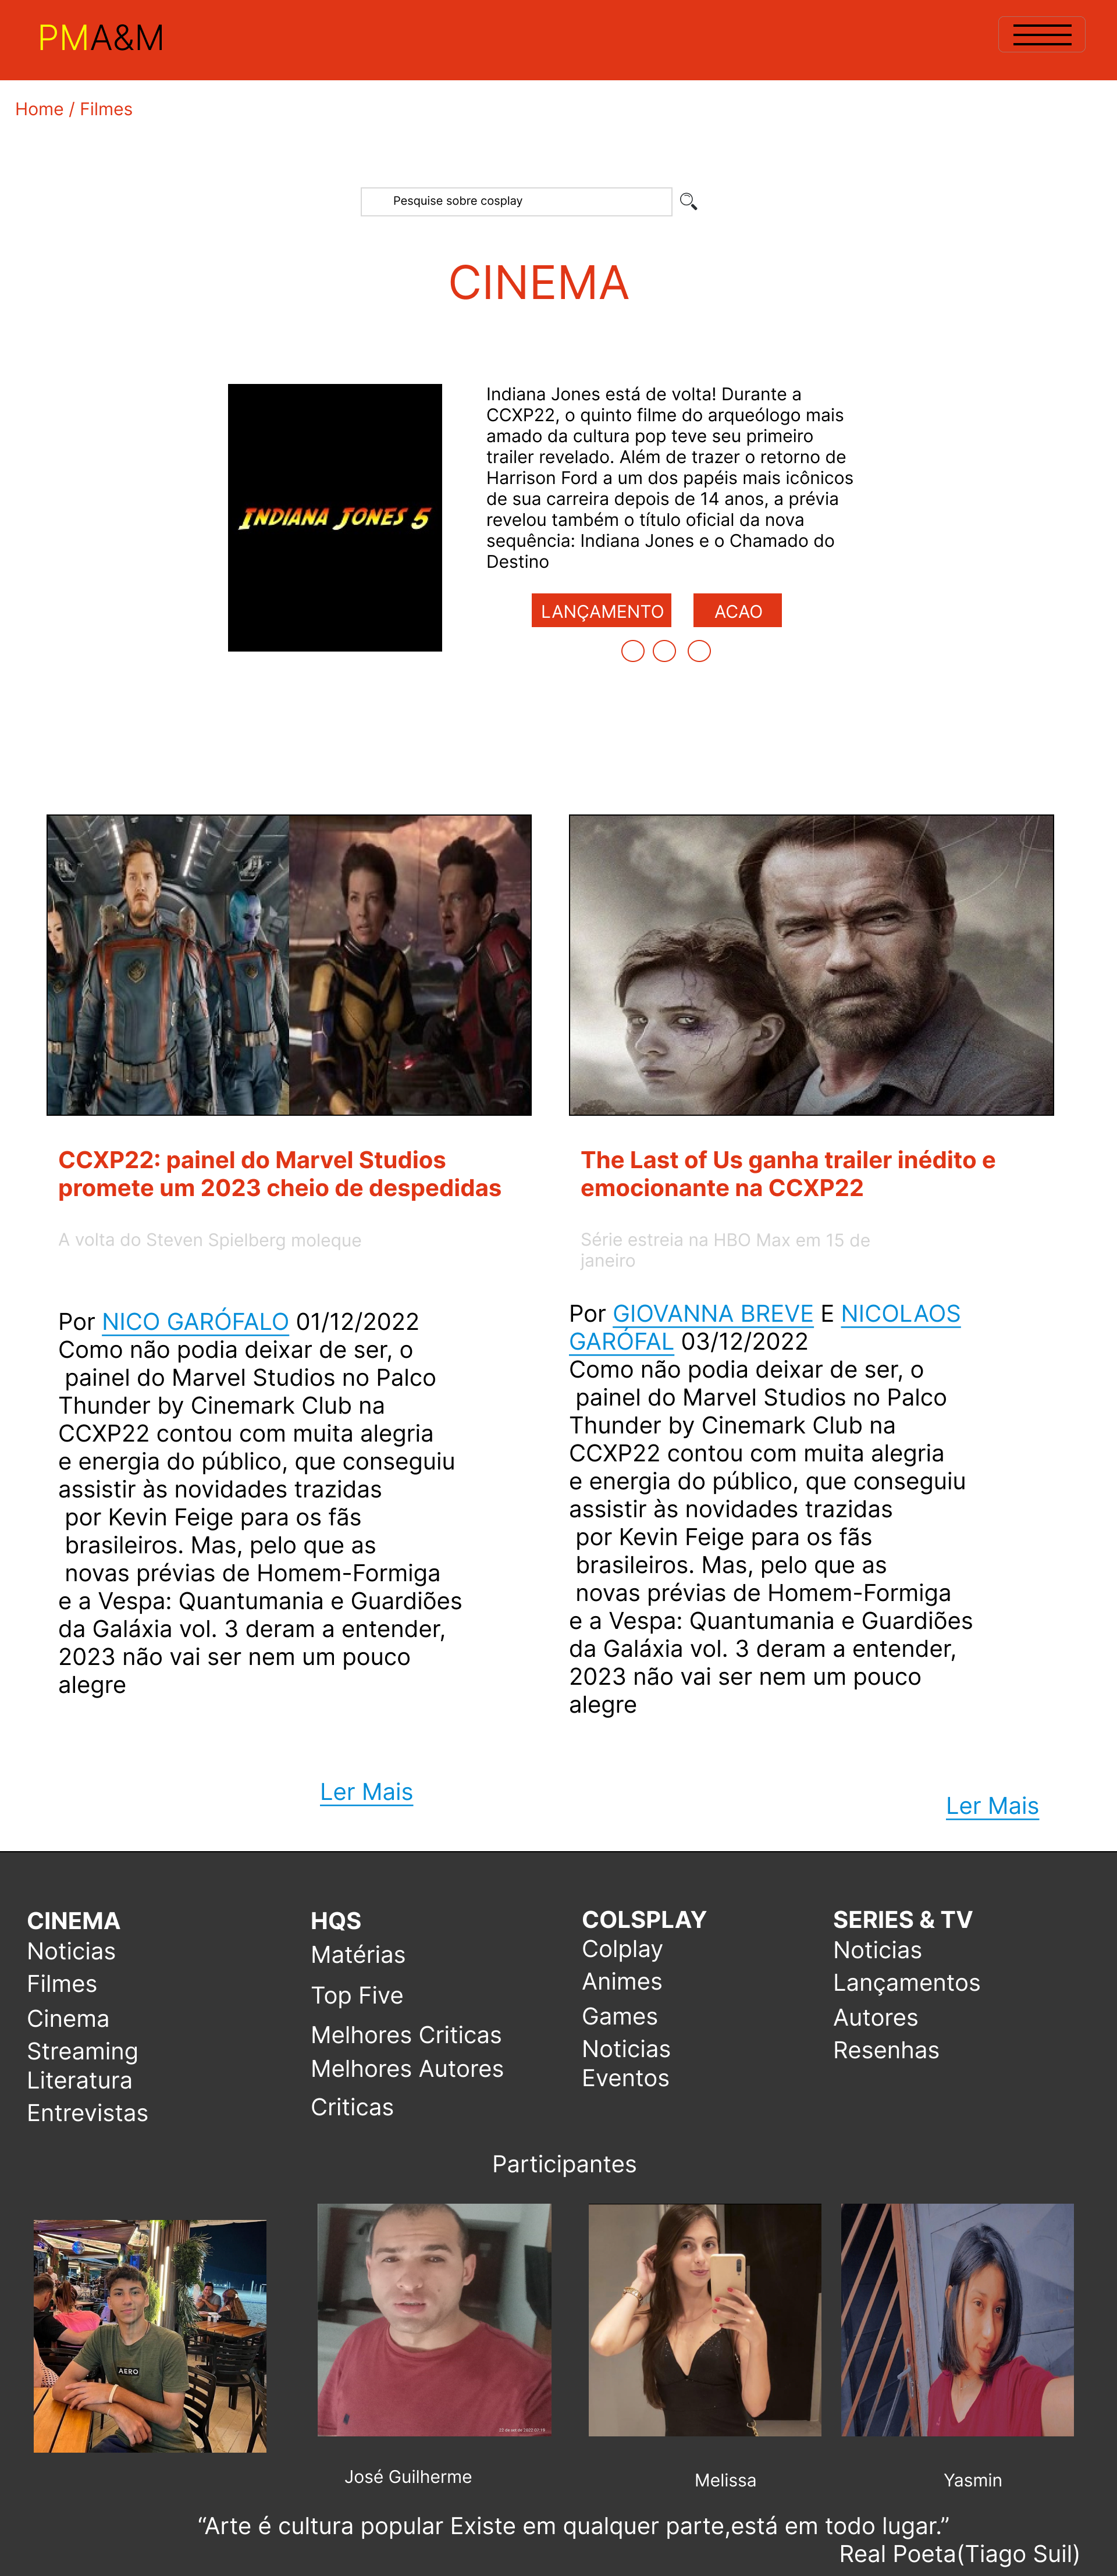 PMA&M
Home / Filmes
Pesquise sobre cosplay
CINEMA
INDIANA JONES 5
Indiana Jones está de volta! Durante a
CCXP22, o quinto filme do arqueólogo mais
amado da cultura pop teve seu primeiro
trailer revelado. Além de trazer o retorno de
Harrison Ford a um dos papéis mais icônicos
de sua carreira depois de 14 anos, a prévia
revelou também o título oficial da nova
sequência: Indiana Jones e o Chamado do
Destino
LANÇAMENTO
ACAO
CCXP22: painel do Marvel Studios
promete um 2023 cheio de despedidas
A volta do Steven Spielberg moleque
Por NICO GARÓFALO 01/12/2022
Como não podia deixar de ser, o
painel do Marvel Studios no Palco
Thunder by Cinemark Club na
CCXP22 contou com muita alegria
e energia do público, que conseguiu
assistir às novidades trazidas
por Kevin Feige para os fãs
brasileiros. Mas, pelo que as
novas prévias de Homem-Formiga
e a Vespa: Quantumania e Guardiões
da Galáxia vol. 3 deram a entender,
2023 não vai ser nem um pouco
alegre
Ler Mais
The Last of Us ganha trailer inédito e
emocionante na CCXP22
Série estreia na HBO Max em 15 de
janeiro
Por GIOVANNA BREVE E NICOLAOS
GARÓFAL 03/12/2022
Como não podia deixar de ser, o
painel do Marvel Studios no Palco
Thunder by Cinemark Club na
CCXP22 contou com muita alegria
e energia do público, que conseguiu
assistir às novidades trazidas
por Kevin Feige para os fãs
brasileiros. Mas, pelo que as
novas prévias de Homem-Formiga
e a Vespa: Quantumania e Guardiões
da Galáxia vol. 3 deram a entender,
2023 não vai ser nem um pouco
alegre
Ler Mais
CINEMA
Noticias
Filmes
Cinema
Streaming
Literatura
Entrevistas
HQS
Matérias
Top Five
Melhores Criticas
Melhores Autores
Criticas
COLSPLAY
Colplay
Animes
Games
Noticias
Eventos
SERIES & TV
Noticias
Lançamentos
Autores
Resenhas
Participantes
AERO
José Guilherme
Melissa
Yasmin
“Arte é cultura popular Existe em qualquer parte,está em todo lugar.”
Real Poeta(Tiago Suil)